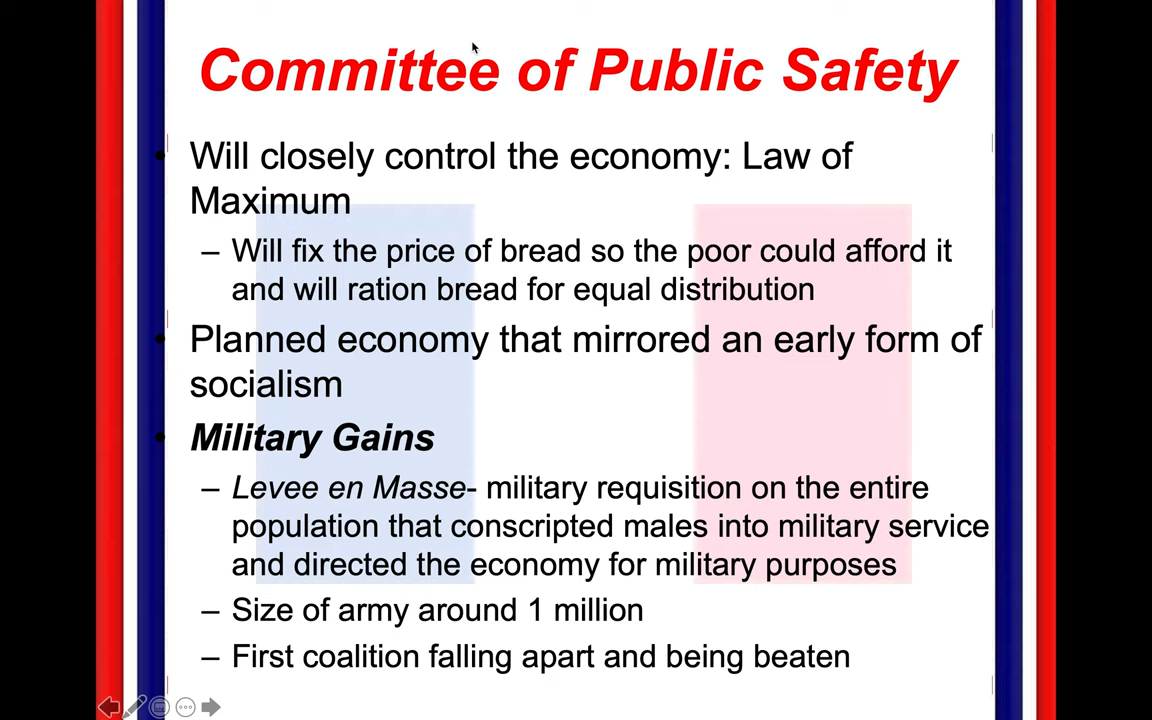 Committee of Public Safety
• Will closely control the economy: Law of
Maximum
– Will fix the price of bread so the poor could afford it
and will ration bread for equal distribution
• Planned economy that mirrored an early form of
socialism
• Military Gains
– Levee en Masse- military requisition on the entire
population that conscripted males into military service
and directed the economy for military purposes
– Size of army around 1 million
– First coalition falling apart and being beaten